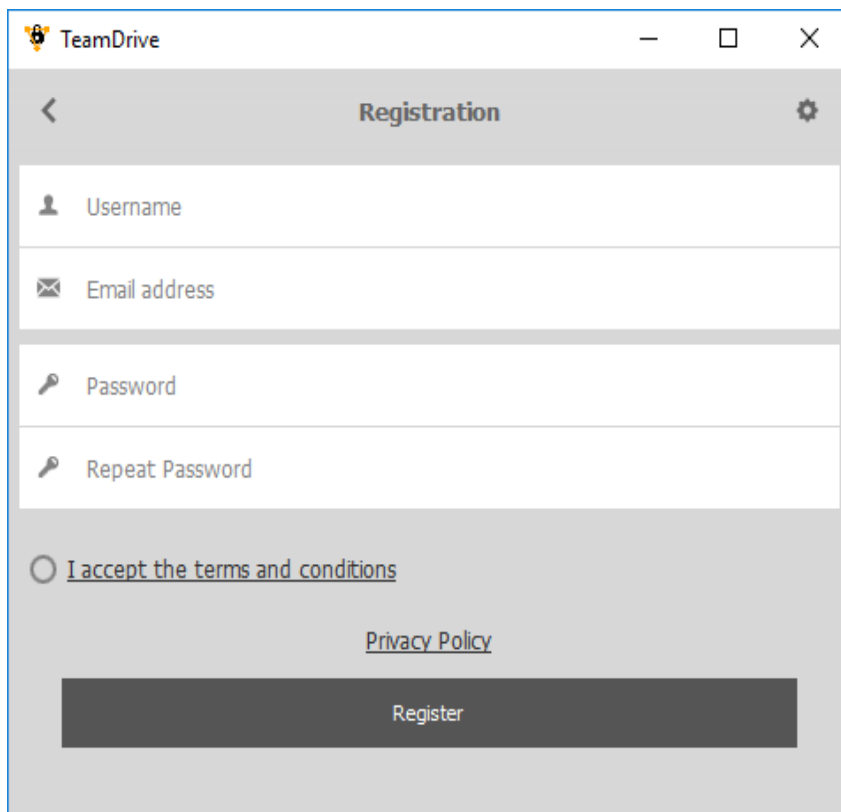 TeamDrive
Registration
Username
Email address
Password
Repeat Password
I accept the terms and conditions
Privacy Policy
Register